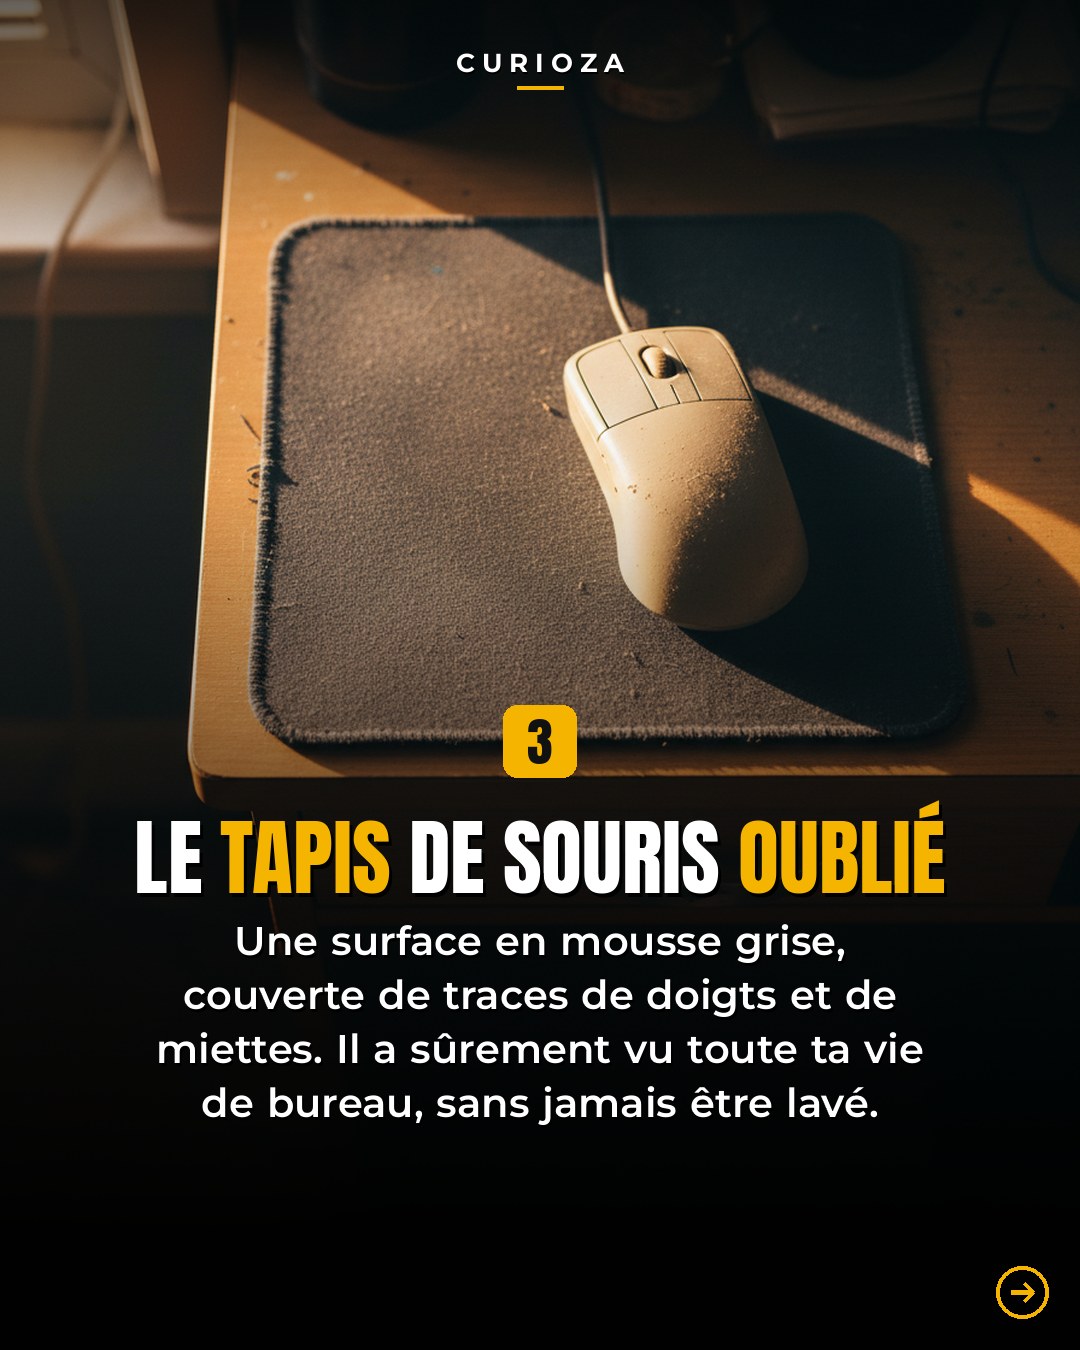 CURIOZA
3
LE TAPIS DE SOURIS OUBLIÉ
Une surface en mousse grise,
couverte de traces de doigts et de
miettes. Il a sûrement vu toute ta vie
de bureau, sans jamais être lavé.